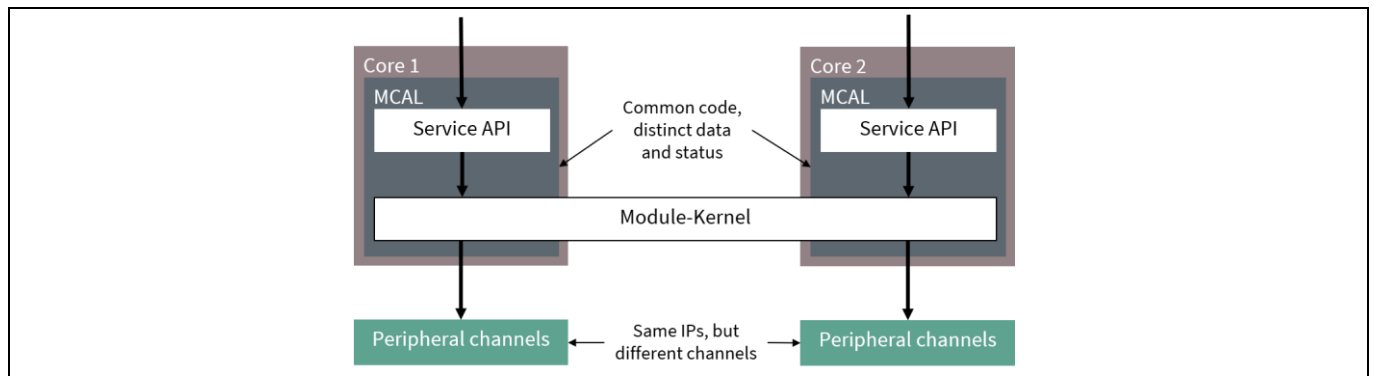 Core 1
MCAL
Service API
Common code,
distinct data
and status
Core 2
MCAL
Service API
Module-Kernel
Peripheral channels
Same IPs, but
different channels
Peripheral channels